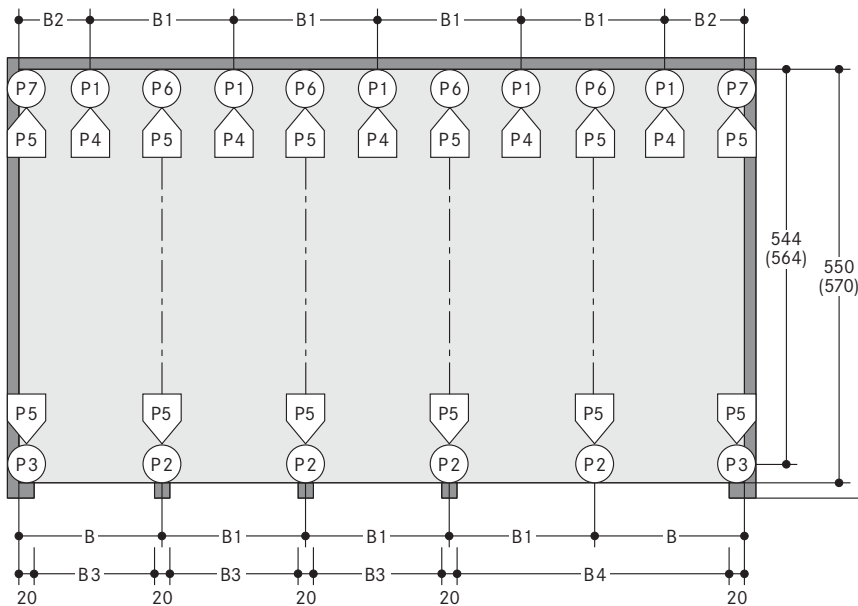 B2 B1 B1 B1 B1 B2
P7 P1 P6 P1 P6 P1 P6 P1 P6 P1 P7
P5 P4 P5 P4 P5 P4 P5 P4 P5 P4 P5
544
(564)
550
(570)
P5 P5 P5 P5 P5 P5
P3 P2 P2 P2 P2 P3
B B1 B1 B1 B
B3 B3 B3 B4
20 20 20 20 20